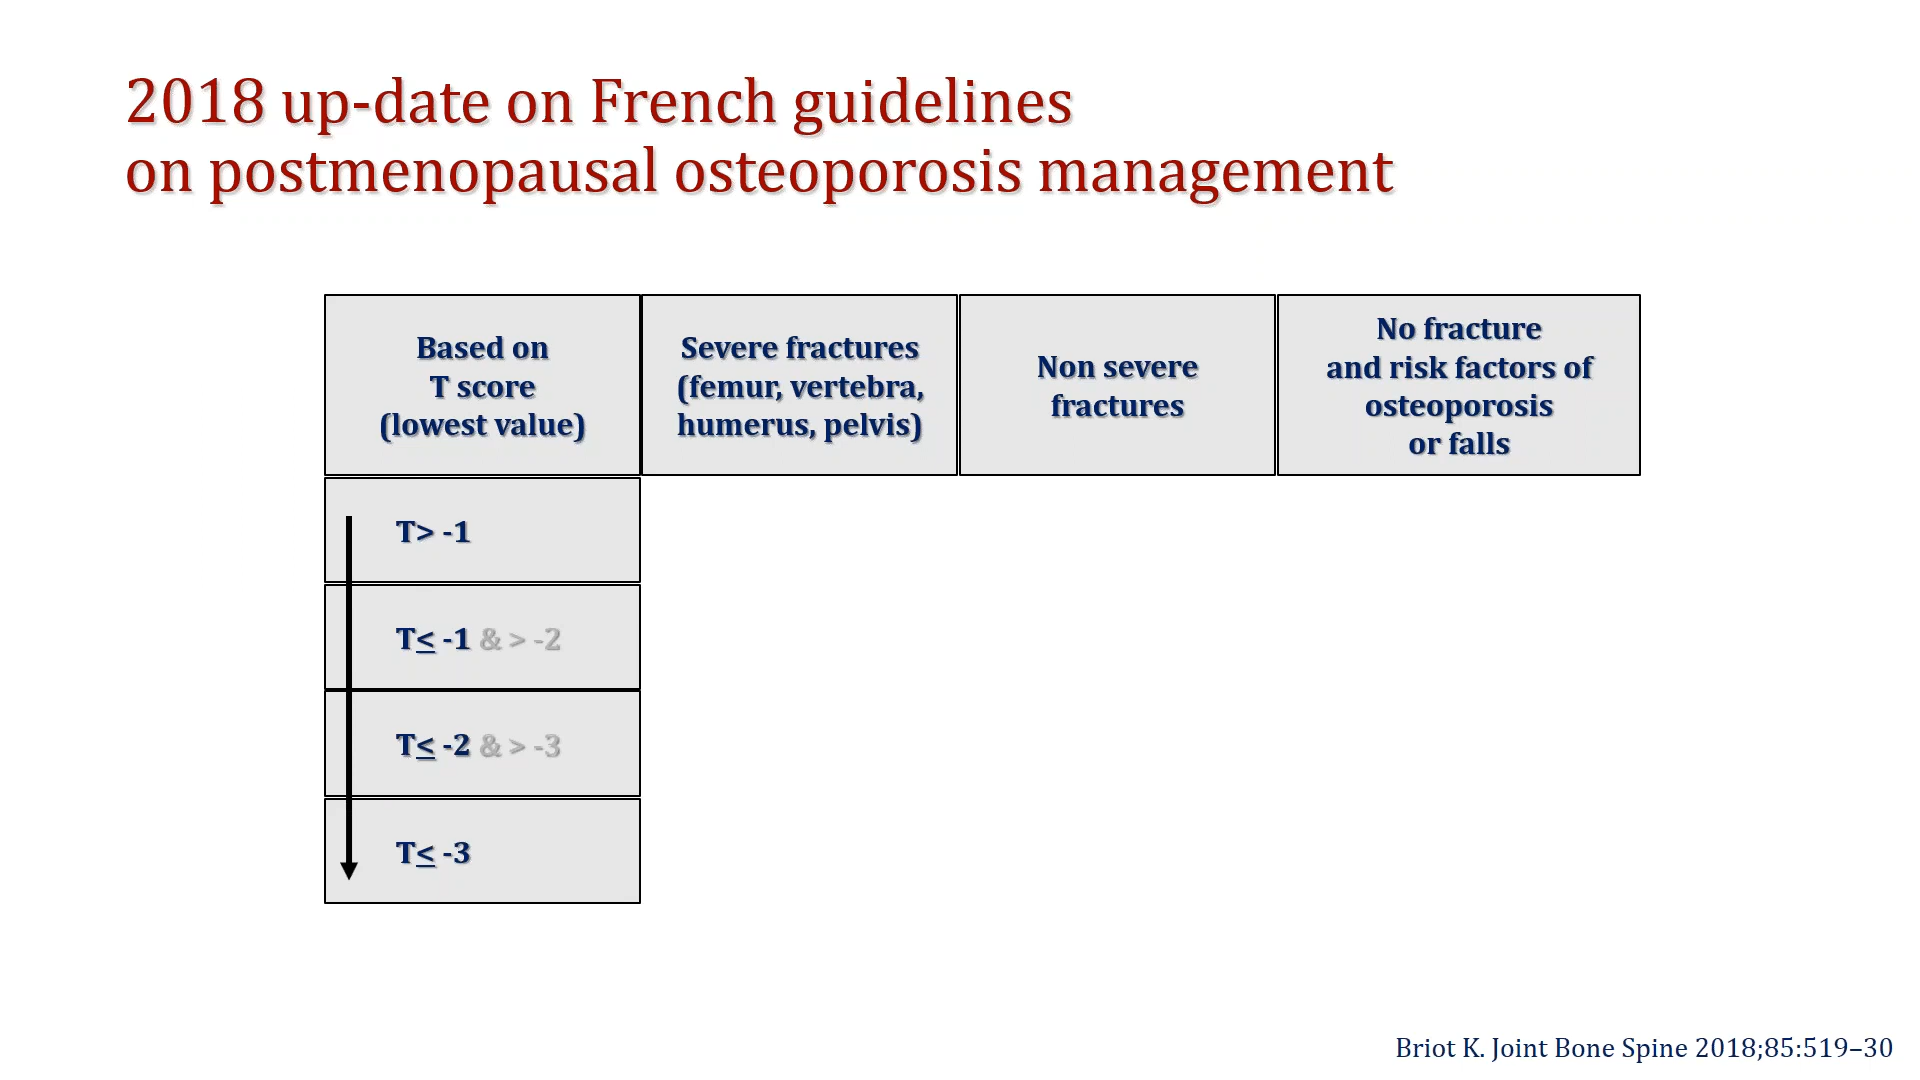 2018 up-date on French guidelines
on postmenopausal osteoporosis management
Based on
T score
(lowest value)
Severe fractures
(femur, vertebra,
humerus, pelvis)
Non severe
fractures
No fracture
and risk factors of
osteoporosis
or falls
T> -1
T≤ -1 & > -2
T≤ -2 & > -3
T≤ -3
Briot K. Joint Bone Spine 2018;85:519–30